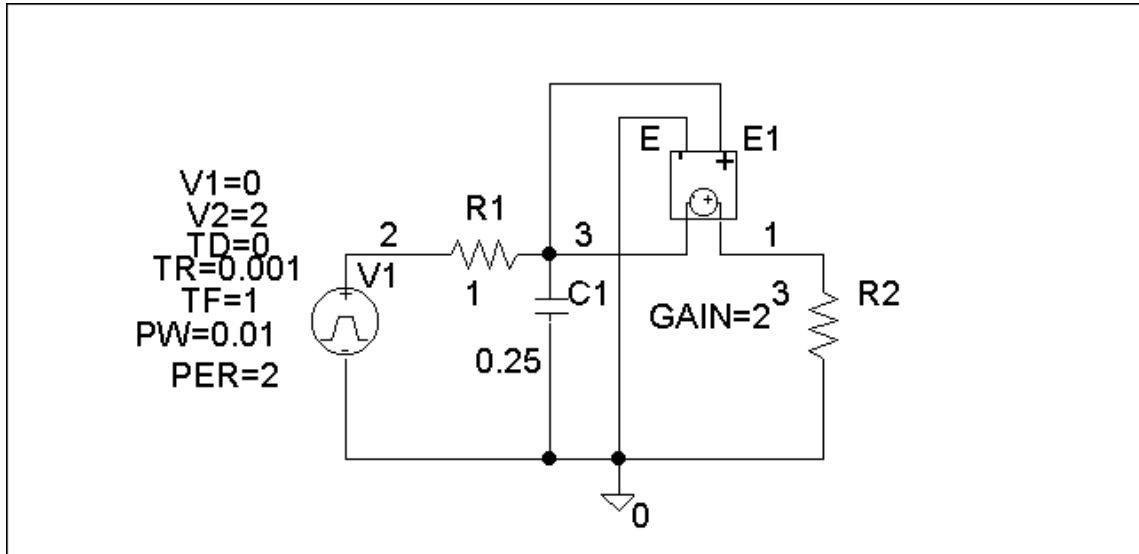 E E1
V1=0
V2=2
TD=0
TR=0.001
TF=1
PW=0.01
PER=2
V1
2
R1
1
3
C1
0.25
1
GAIN=2
3
R2
0